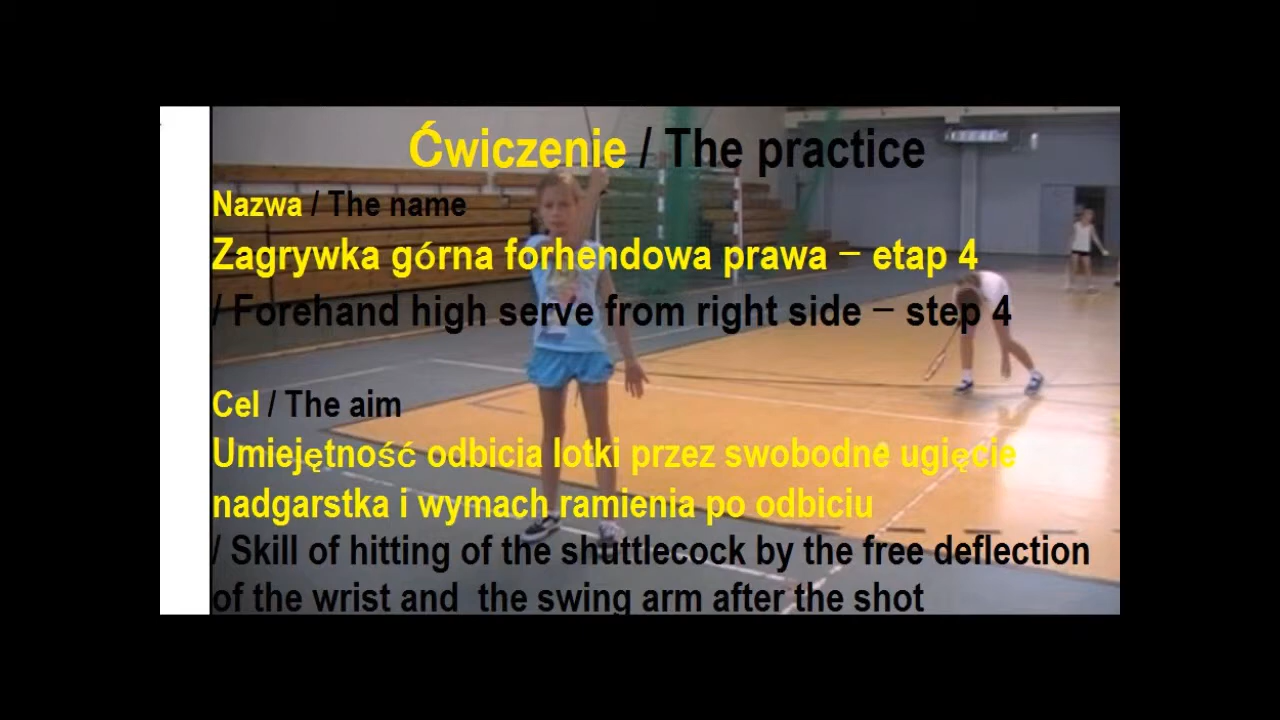 Ćwiczenie / The practice
Nazwa / The name
Zagrywka górna forhendowa prawa – etap 4
/ Forehand high serve from right side – step 4
Cel / The aim
Umiejętność odbicia lotki przez swobodne ugięcie
nadgarstka i wymach ramienia po odbiciu
/ Skill of hitting of the shuttlecock by the free deflection
of the wrist and the swing arm after the shot